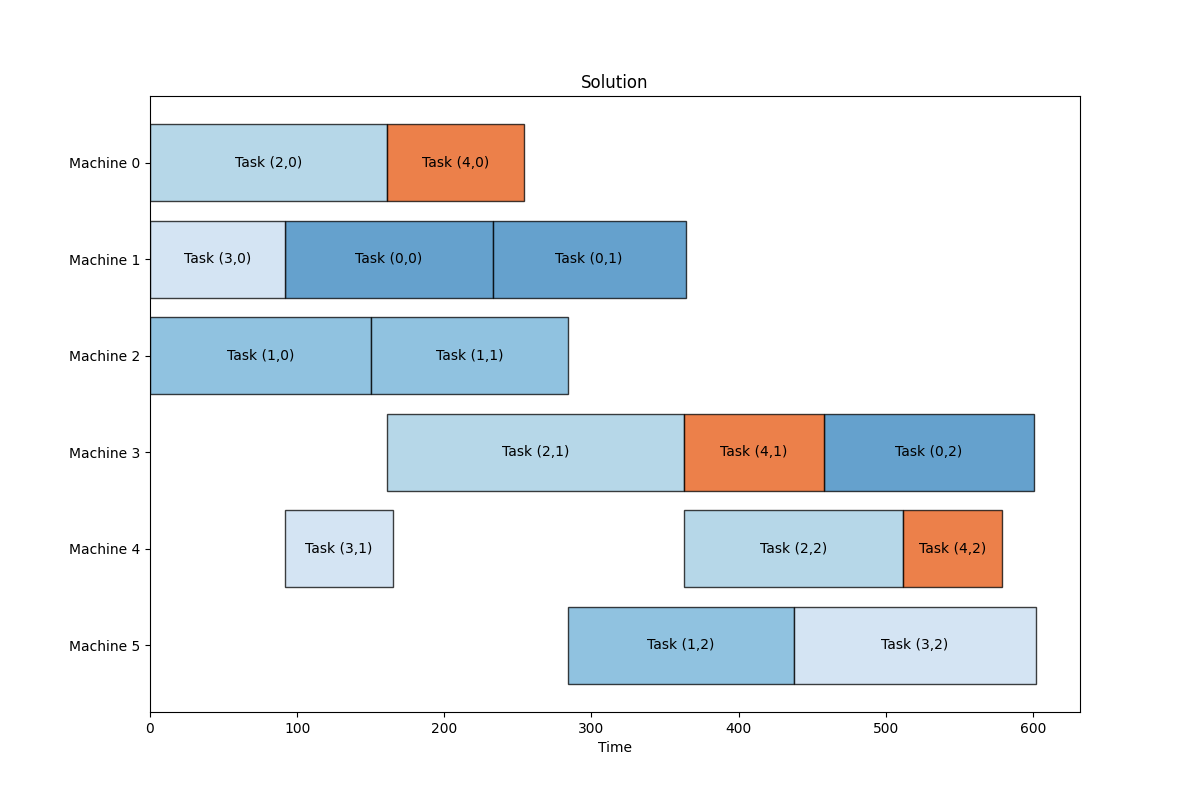 Solution
Machine 0
Task (2,0)
Task (4,0)
Machine 1
Task (3,0)
Task (0,0)
Task (0,1)
Machine 2
Task (1,0)
Task (1,1)
Machine 3
Task (2,1)
Task (4,1)
Task (0,2)
Machine 4
Task (3,1)
Task (2,2)
Task (4,2)
Machine 5
Task (1,2)
Task (3,2)
0 100 200 300 400 500 600
Time